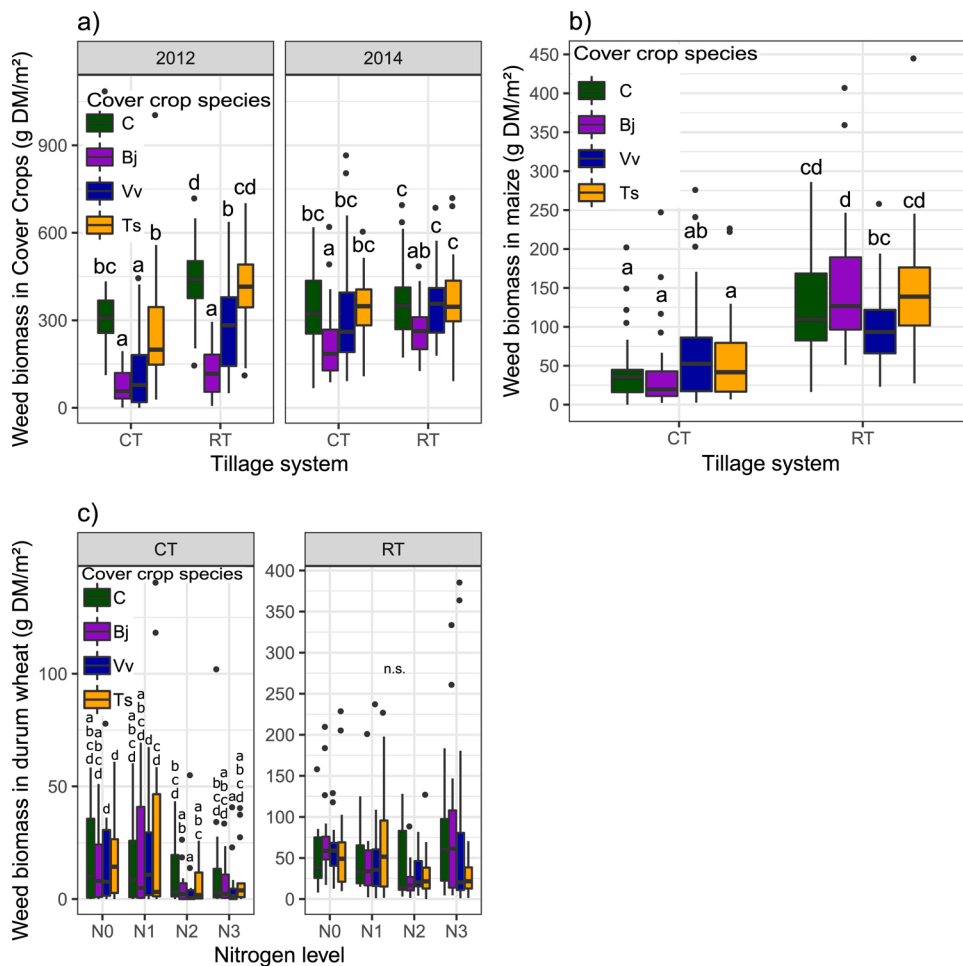 a)
2012
2014
Weed biomass in Cover Crops (g DM/m²)
900
600
300
0
Cover crop species
C
Bj
Vv
Ts
bc
a
a
b
d
a
b
cd
bc
a
bc
bc
c
ab
c
c
CT
RT
CT
RT
Tillage system
b)
Weed biomass in maize (g DM/m²)
450
400
350
300
250
200
150
100
50
0
Cover crop species
C
Bj
Vv
Ts
a
a
ab
a
cd
d
bc
cd
CT
RT
Tillage system
c)
CT
RT
Weed biomass in durum wheat (g DM/m²)
100
50
0
Cover crop species
C
Bj
Vv
Ts
400
350
300
250
200
150
100
50
0
n.s.
N0
N1
N2
N3
N0
N1
N2
N3
Nitrogen level